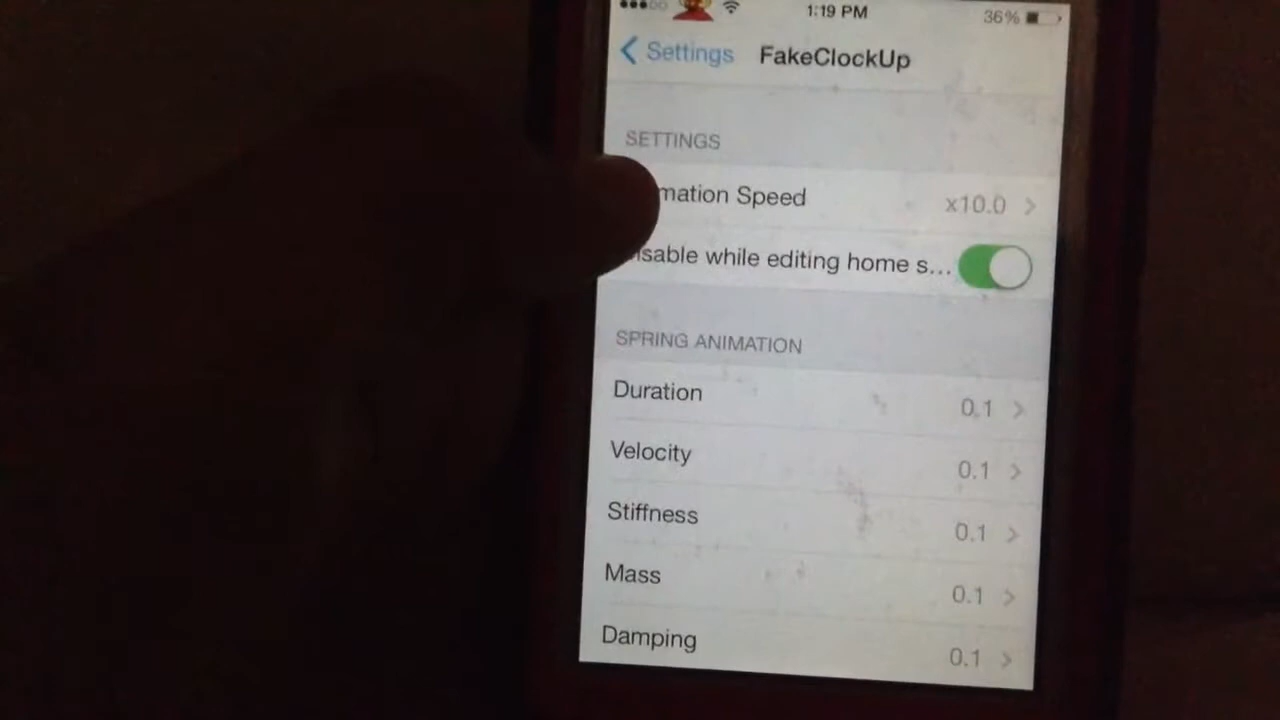 1:19 PM 36%
Settings FakeClockUp
SETTINGS
mation Speed x10.0
sable while editing home s...
SPRING ANIMATION
Duration 0.1
Velocity 0.1
Stiffness 0.1
Mass 0.1
Damping 0.1